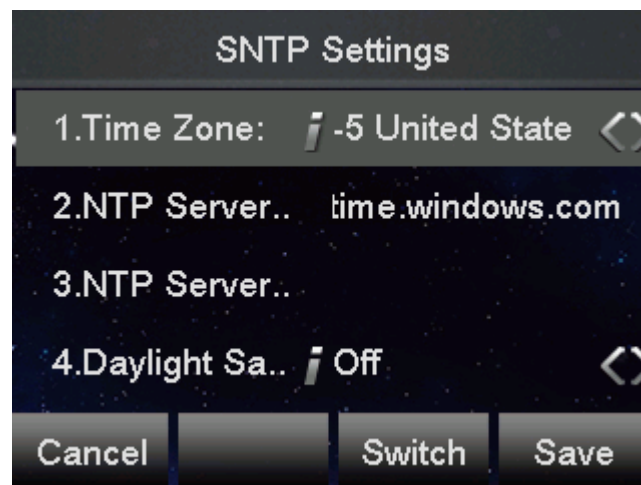 SNTP Settings
1.Time Zone: -5 United State
2.NTP Server.. time.windows.com
3.NTP Server..
4.Daylight Sa.. Off
Cancel Switch Save